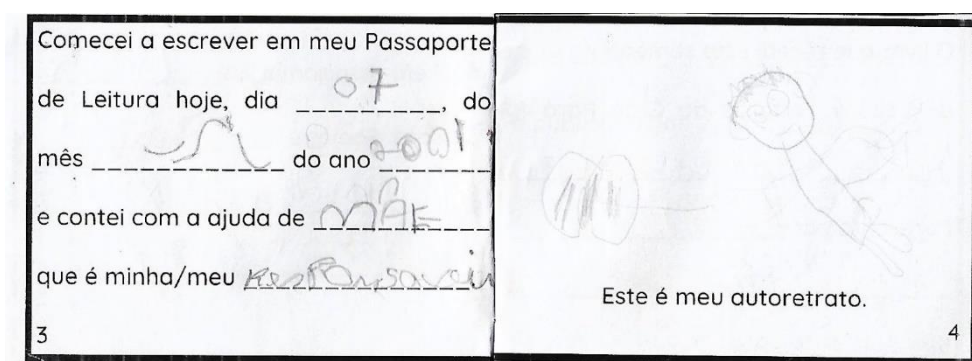 Comecei a escrever em meu Passaporte
de Leitura hoje, dia 07, do
mês do ano
e contei com a ajuda de MÃE
que é minha/meu
3
Este é meu autoretrato.
4